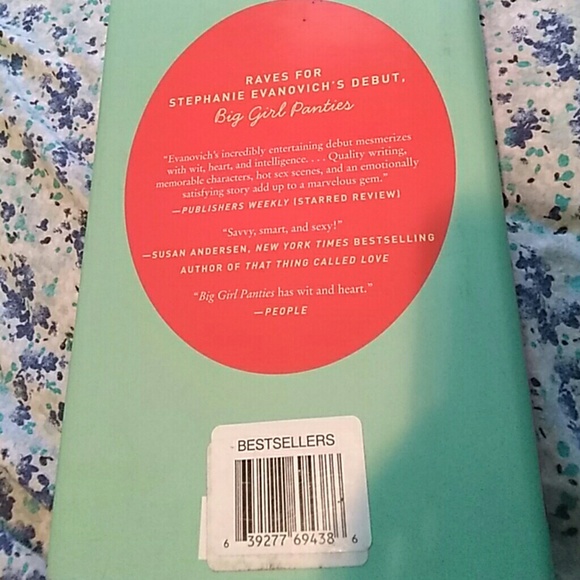 RAVES FOR
STEPHANIE EVANOVICH'S DEBUT,
Big Girl Panties
"Evanovich's incredibly entertaining debut mesmerizes
with wit, heart, and intelligence. . . . Quality writing,
memorable characters, hot sex scenes, and an emotionally
satisfying story add up to a marvelous gem."
—PUBLISHERS WEEKLY (STARRED REVIEW)
"Savvy, smart, and sexy!"
—SUSAN ANDERSEN, NEW YORK TIMES BESTSELLING
AUTHOR OF THAT THING CALLED LOVE
"Big Girl Panties has wit and heart."
—PEOPLE
BESTSELLERS
6 39277 69438 6